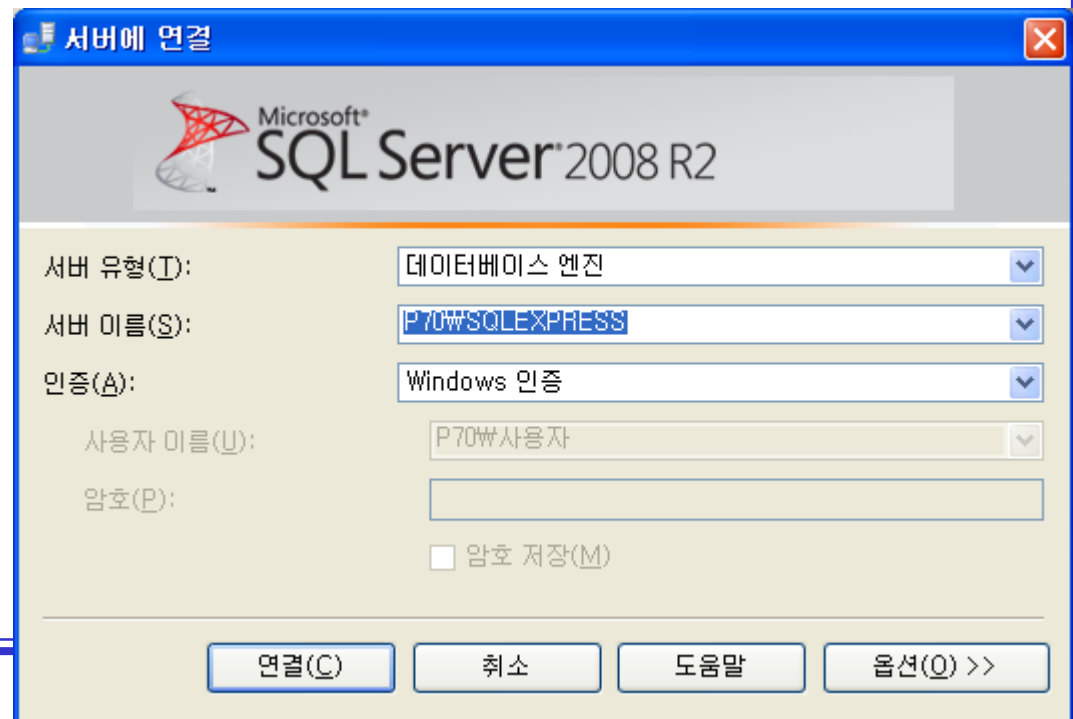 서버에 연결
Microsoft®
SQL Server® 2008 R2
서버 유형(T): 데이터베이스 엔진
서버 이름(S): P70₩SQLEXPRESS
인증(A): Windows 인증
사용자 이름(U): P70₩사용자
암호(P):
암호 저장(M)
연결(C) 취소 도움말 옵션(O) >>